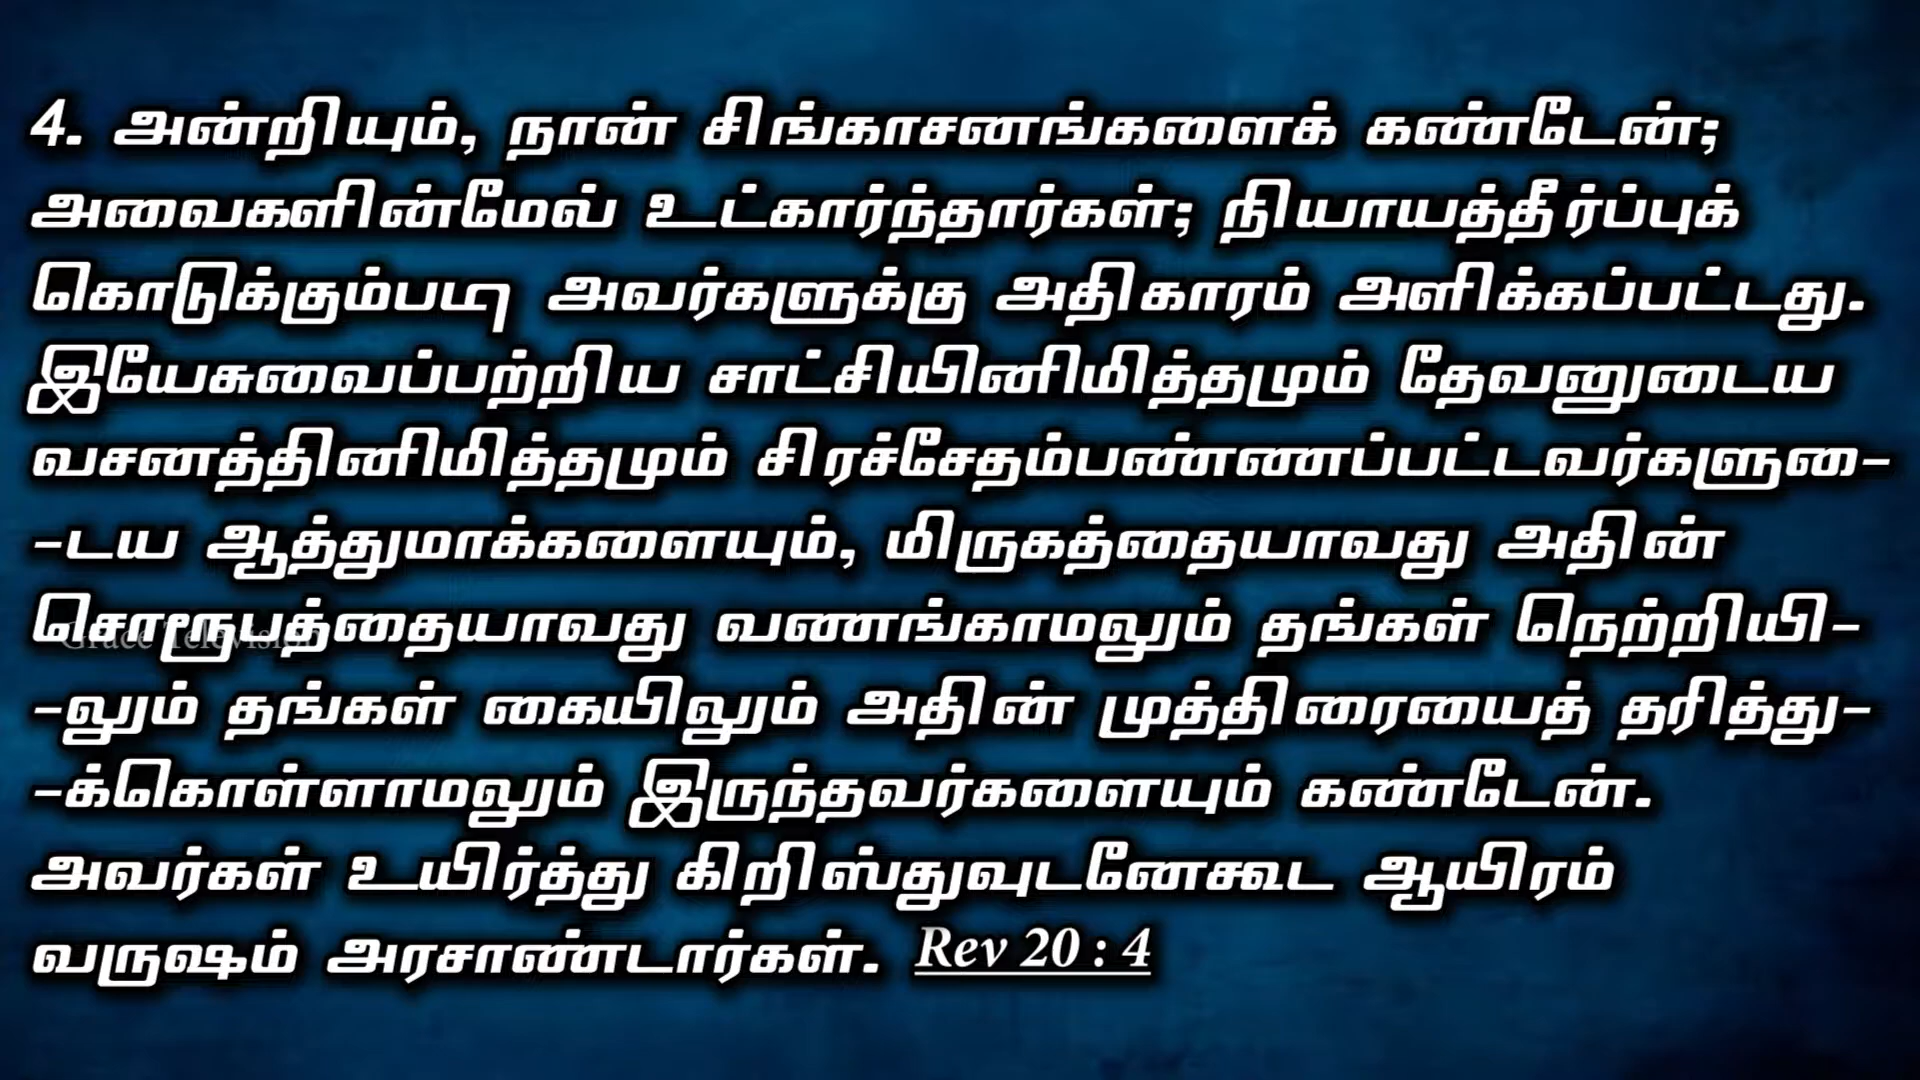 4. அன்றியும், நான் சிங்காசனங்களைக் கண்டேன்;
அவைகளின்மேல் உட்கார்ந்தார்கள்; நியாயத்தீர்ப்புக்
கொடுக்கும்படி அவர்களுக்கு அதிகாரம் அளிக்கப்பட்டது.
இயேசுவைப்பற்றிய சாட்சியினிமித்தமும் தேவனுடைய
வசனத்தினிமித்தமும் சிரச்சேதம்பண்ணப்பட்டவர்களுடை-
-டய ஆத்துமாக்களையும், மிருகத்தையாவது அதின்
சொரூபத்தையாவது வணங்காமலும் தங்கள் நெற்றியி-
Grace Television
-லும் தங்கள் கையிலும் அதின் முத்திரையைத் தரித்து-
-க்கொள்ளாமலும் இருந்தவர்களையும் கண்டேன்.
அவர்கள் உயிர்த்து கிறிஸ்துவுடனேகூட ஆயிரம்
வருஷம் அரசாண்டார்கள். Rev 20 : 4